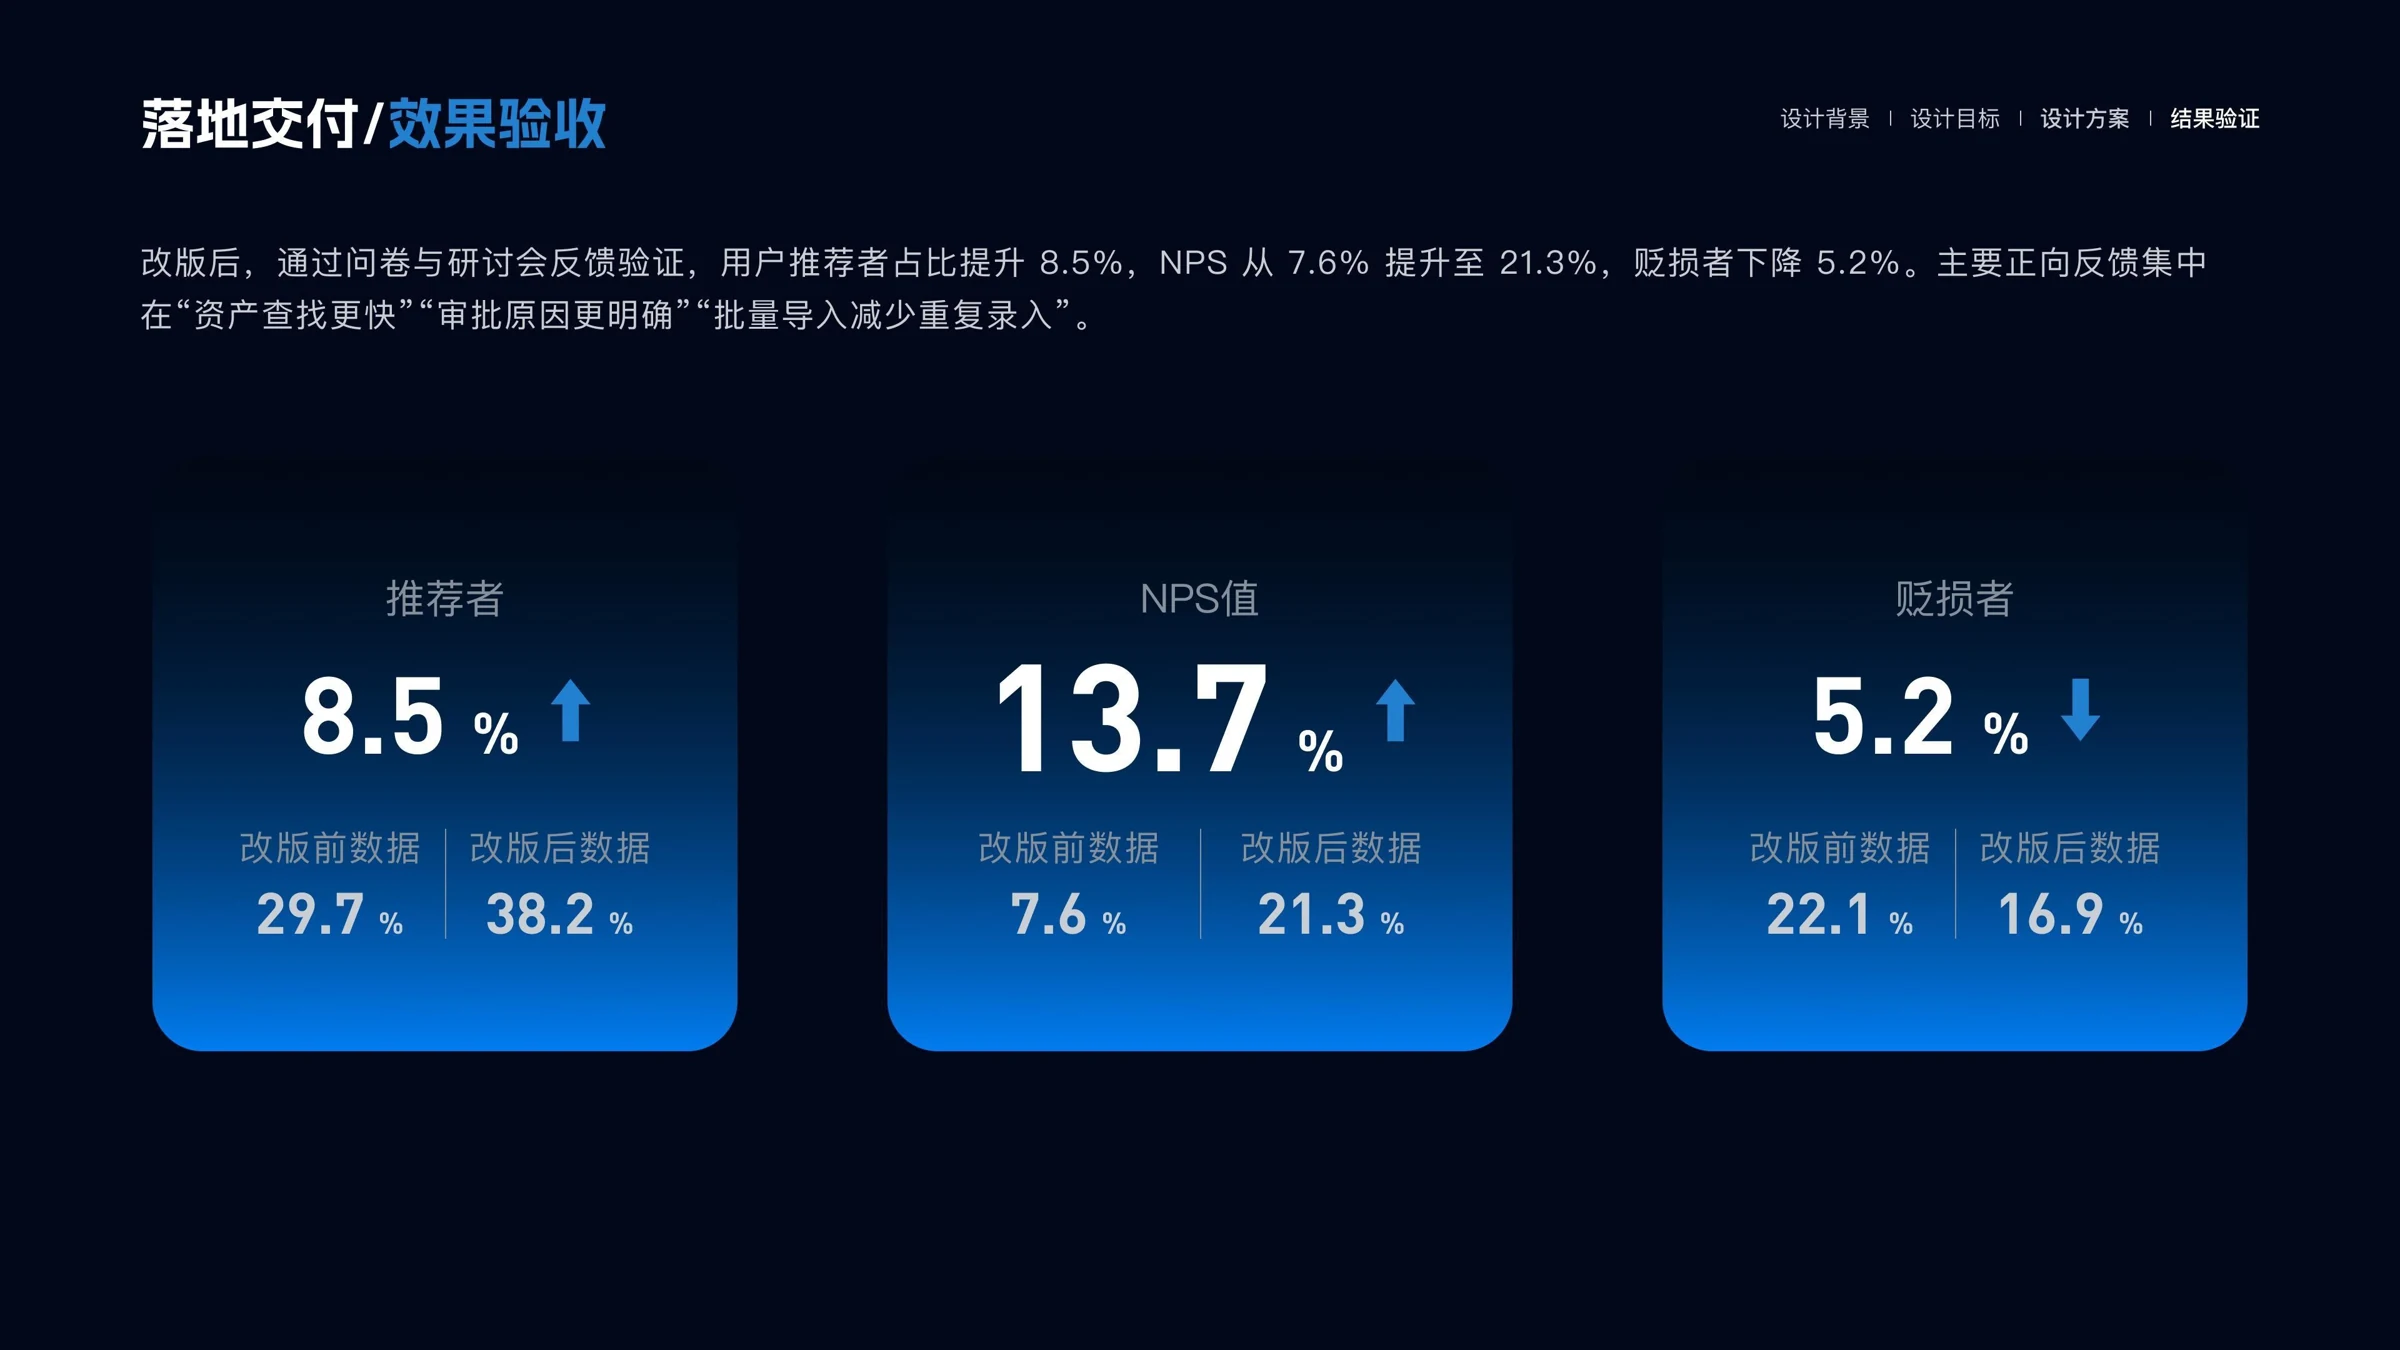 落地交付/效果验收
设计背景 | 设计目标 | 设计方案 | 结果验证
改版后，通过问卷与研讨会反馈验证，用户推荐者占比提升 8.5%，NPS 从 7.6% 提升至 21.3%，贬损者下降 5.2%。主要正向反馈集中
在“资产查找更快”“审批原因更明确”“批量导入减少重复录入”。
推荐者
8.5 %
改版前数据 改版后数据
29.7 % 38.2 %
NPS值
13.7 %
改版前数据 改版后数据
7.6 % 21.3 %
贬损者
5.2 %
改版前数据 改版后数据
22.1 % 16.9 %